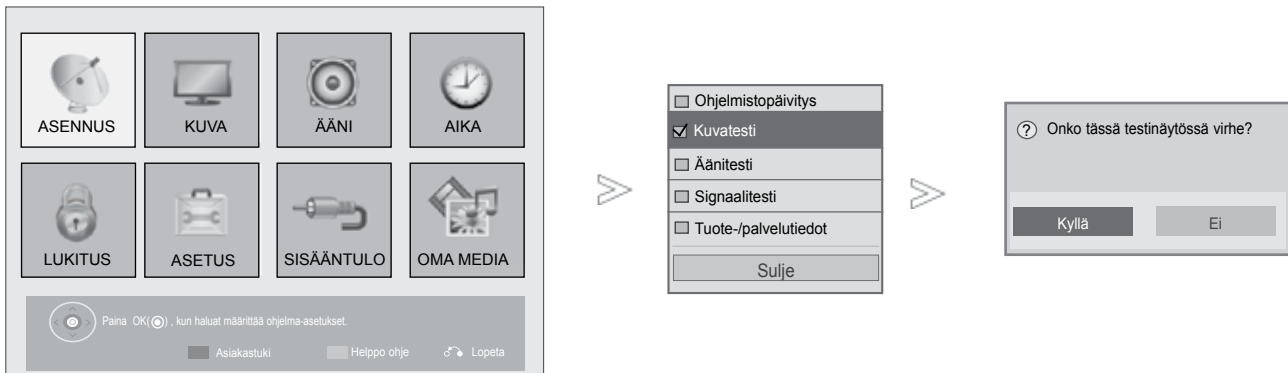 ASENNUS KUVA ÄÄNI AIKA
LUKITUS ASETUS SISÄÄNTULO OMA MEDIA
Paina OK(◉) , kun haluat määrittää ohjelma-asetukset.
Asiakastuki Helppo ohje Lopeta
Ohjelmistopäivitys
Kuvatesti
Äänitesti
Signaalitesti
Tuote-/palvelutiedot
Sulje
? Onko tässä testinäytössä virhe?
Kyllä Ei